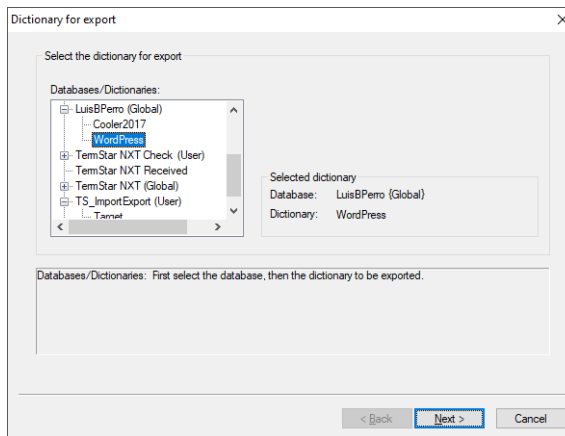 Dictionary for export
Select the dictionary for export
Databases/Dictionaries:
LuisBPerro (Global)
Cooler2017
WordPress
TermStar NXT Check (User)
TermStar NXT Received
TermStar NXT (Global)
TS_ImportExport (User)
Target
Selected dictionary
Database: LuisBPerro {Global}
Dictionary: WordPress
Databases/Dictionaries: First select the database, then the dictionary to be exported.
< Back Next > Cancel